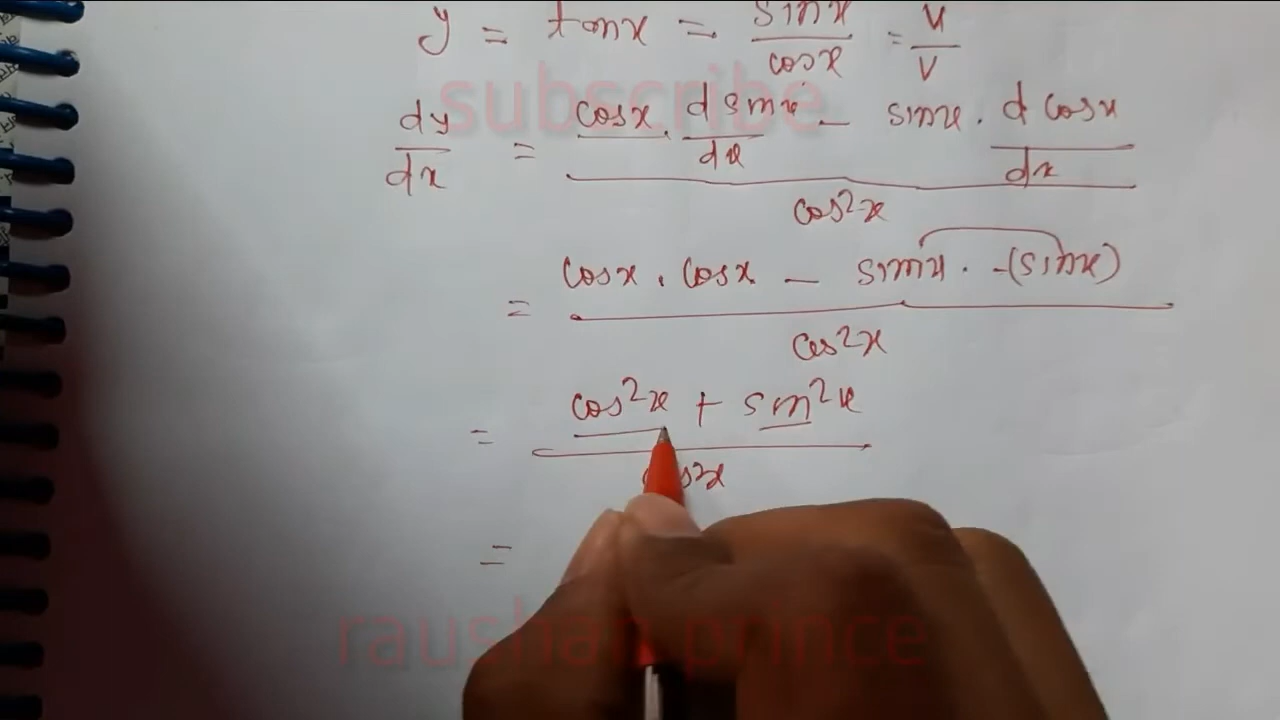 y = tanx = sinx/cosx = u/v
subscribe
dy/dx = (cosx . d sinx/dx - sinx . d cosx/dx)/cos²x
= (cosx . cosx - sinx . -(sinx))/cos²x
= (cos²x + sin²x)/cos²x
=
raushan prince